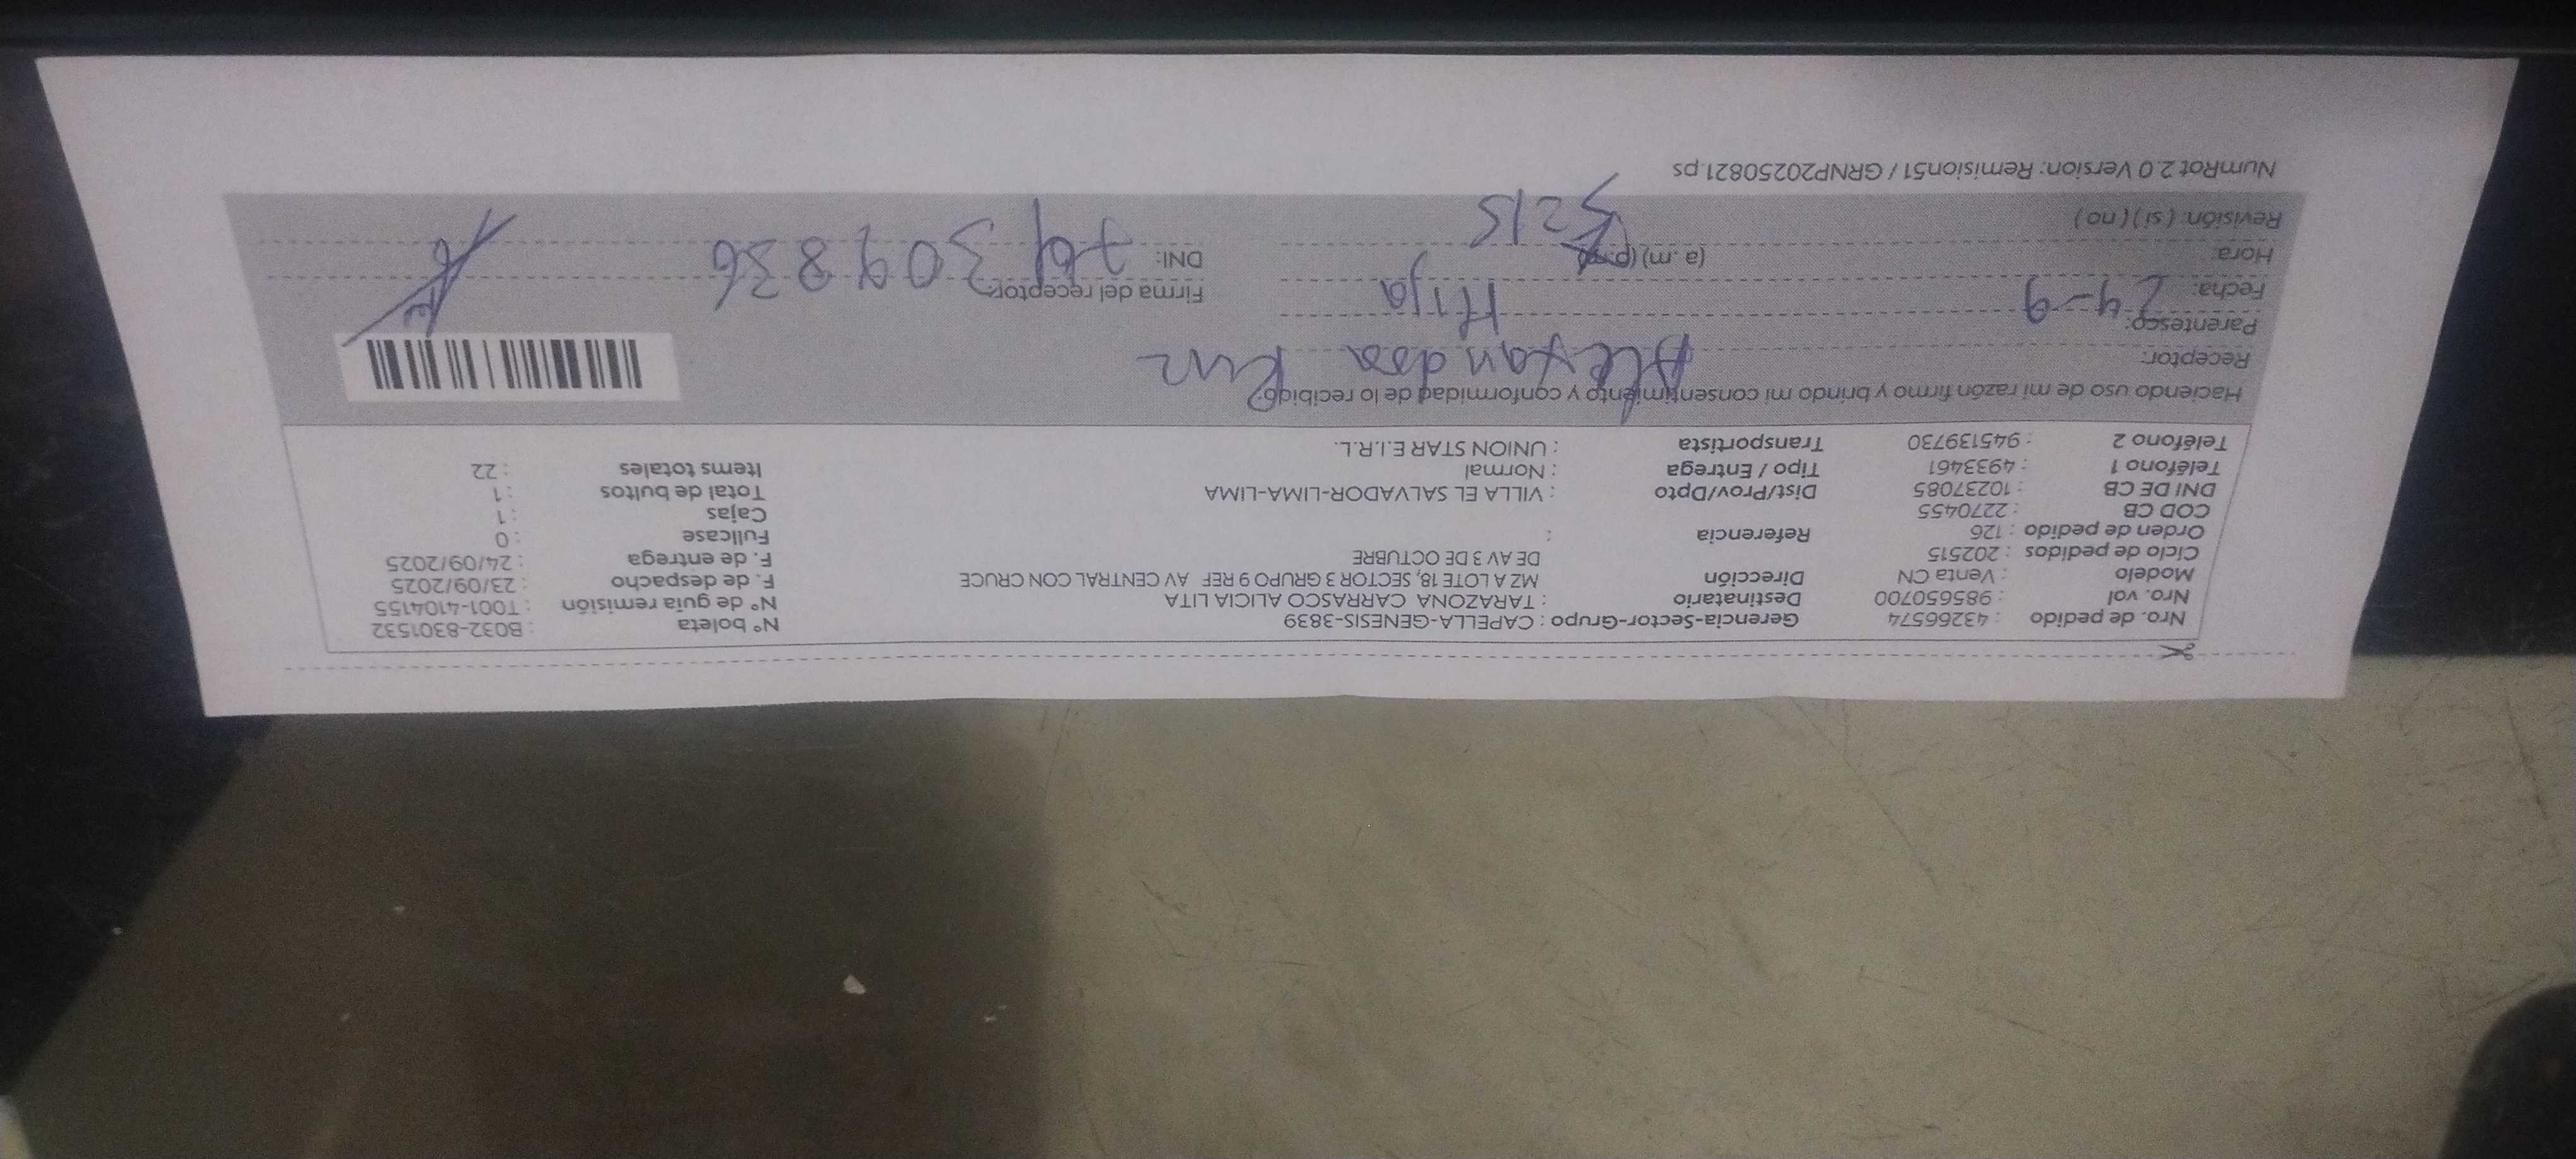 Nro. de pedido : 43266574 Gerencia-Sector-Grupo : CAPELLA-GENESIS-3839 N° boleta : B032-8301532
Nro. vol : 985650700 Destinatario : TARAZONA CARRASCO ALICIA LITA N° de guía remisión : T001-4104155
Modelo : Venta CN Dirección MZ A LOTE 18, SECTOR 3 GRUPO 9 REF AV CENTRAL CON CRUCE F. de despacho : 23/09/2025
Ciclo de pedidos : 202515 DE AV 3 DE OCTUBRE F. de entrega : 24/09/2025
Orden de pedido : 126 Referencia : Fullcase : 0
COD CB : 2270455 Cajas : 1
DNI DE CB : 10237085 Dist/Prov/Dpto : VILLA EL SALVADOR-LIMA-LIMA Total de bultos : 1
Teléfono 1 : 4933461 Tipo / Entrega : Normal Items totales : 22
Teléfono 2 : 945139730 Transportista : UNION STAR E.I.R.L.
Haciendo uso de mi razón firmo y brindo mi consentimiento y conformidad de lo recibido.
Receptor: Alexandra
Parentesco: Hija
Fecha: 24-9 Firma del receptor:
Hora: (a. m) (p. m) DNI:
Revisión: ( si ) ( no )
NumRot 2.0 Version: Remision51 / GRNP20250821.ps